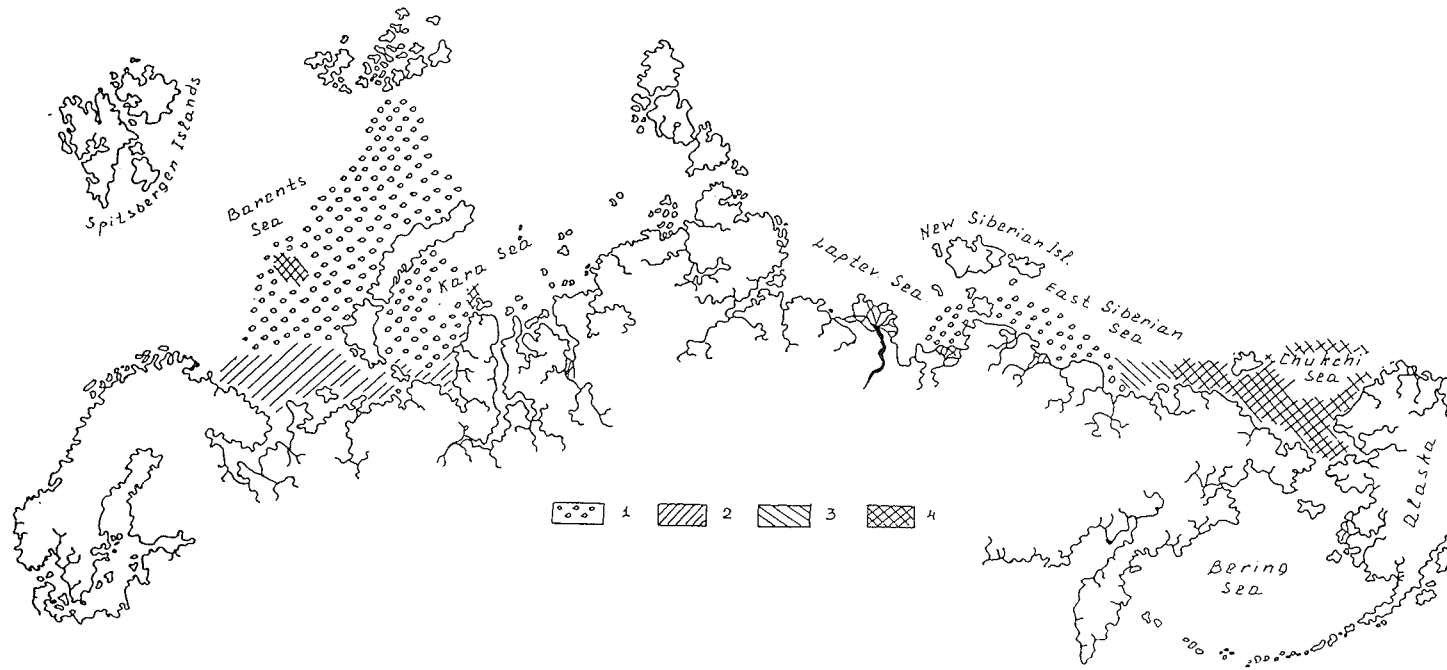 Spitsbergen Islands
Barents
Sea
Kara Sea
Laptev Sea
New Siberian Isl.
East Siberian
Sea
Chukchi
Sea
Alaska
Bering
Sea
1 2 3 4